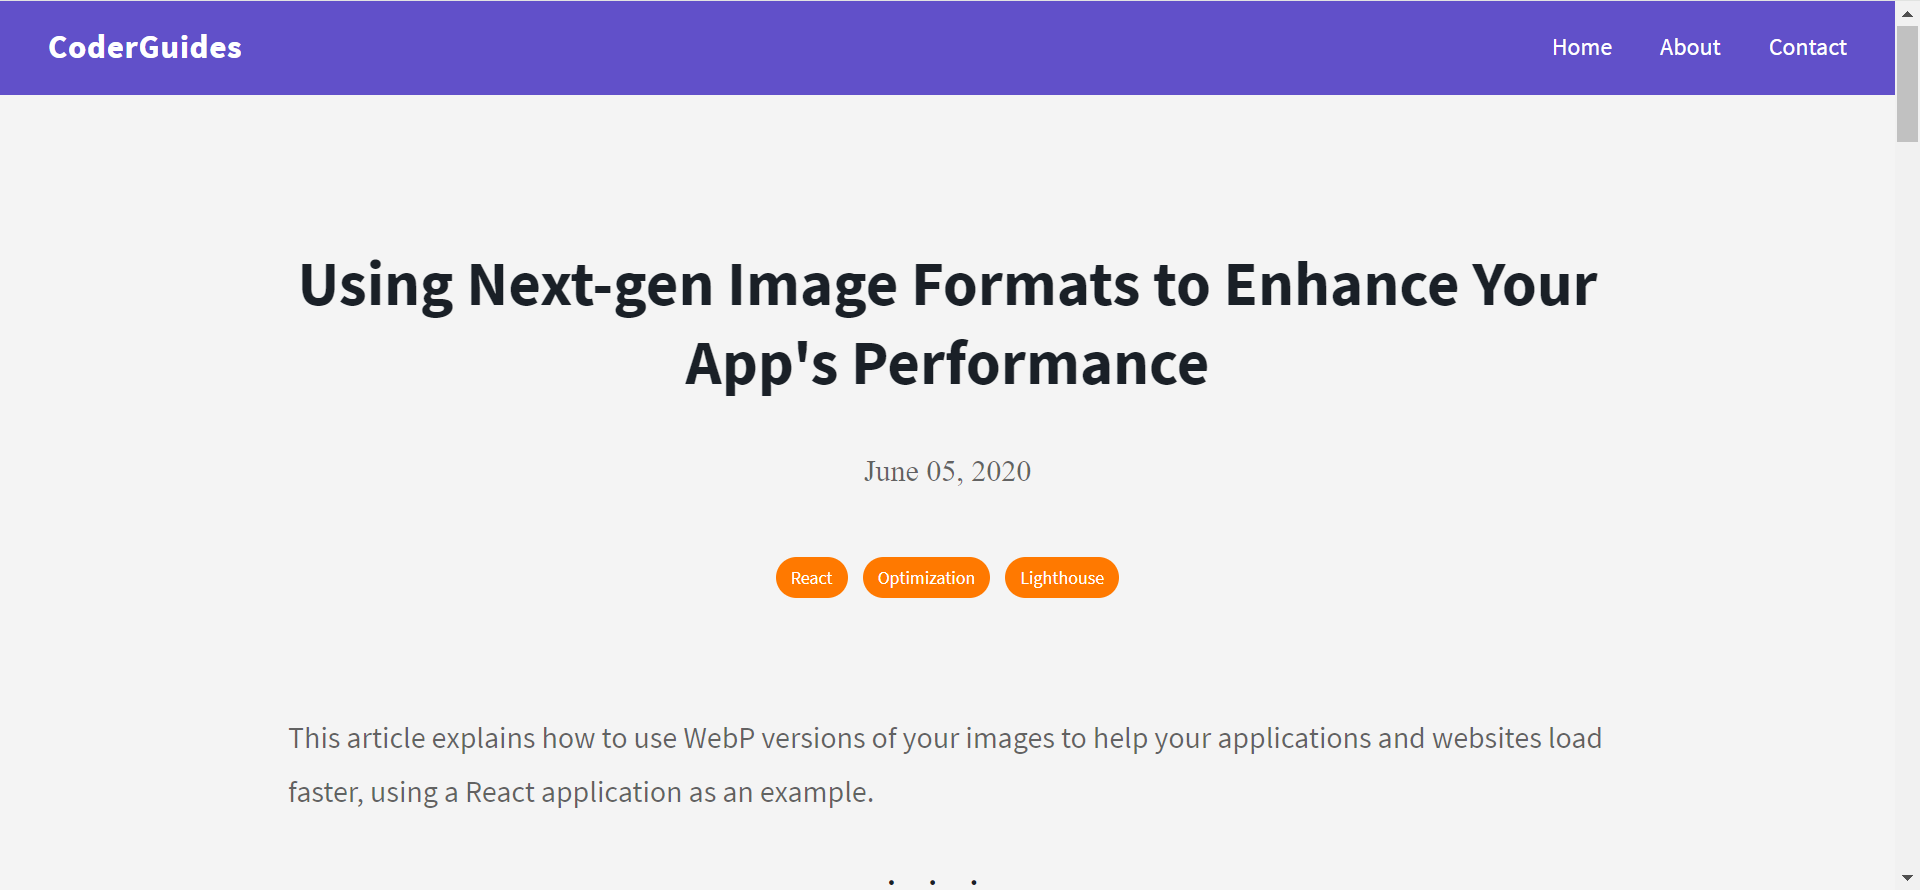 CoderGuides
Home About Contact
Using Next-gen Image Formats to Enhance Your
App's Performance
June 05, 2020
React Optimization Lighthouse
This article explains how to use WebP versions of your images to help your applications and websites load
faster, using a React application as an example.
. . .